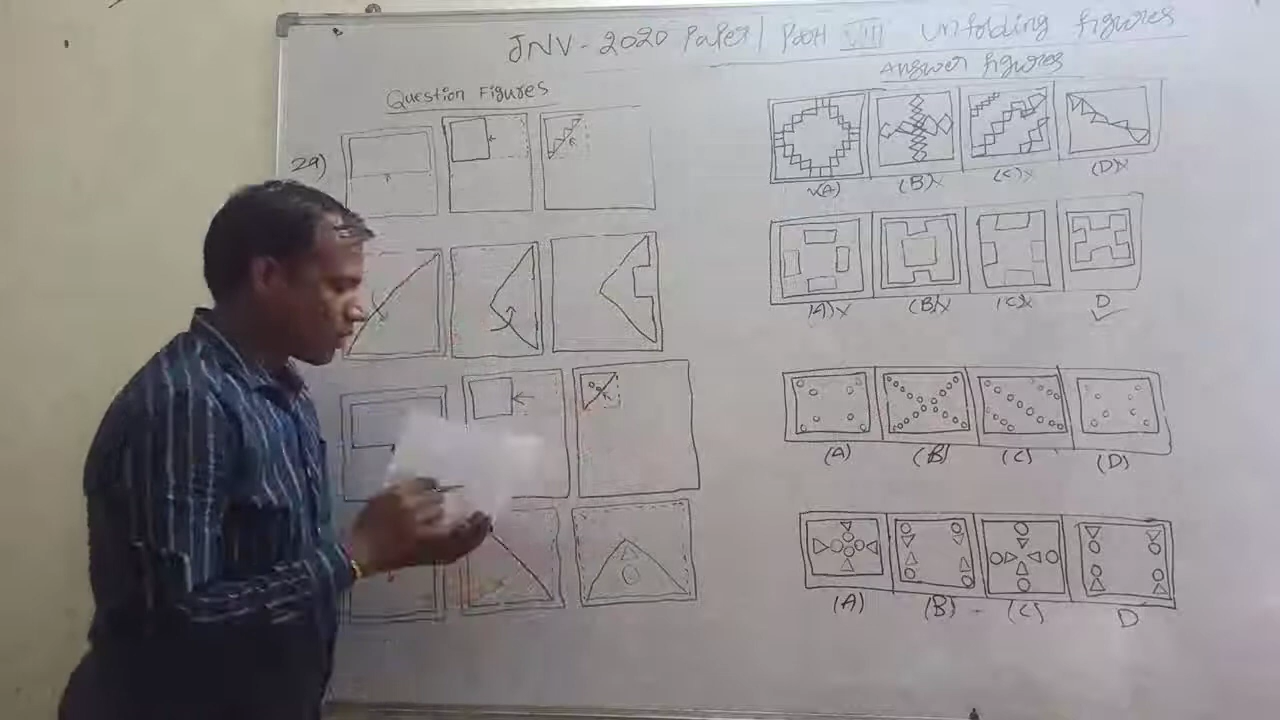 JNV - 2020 Paper / Part VIII Unfolding figures
Question Figures
Answer figures
29)
√(A) (B)x (C)x (D)x
(A)x (B)x (C)x D ✓
(A) (B) (C) (D)
(A) (B) (C) D